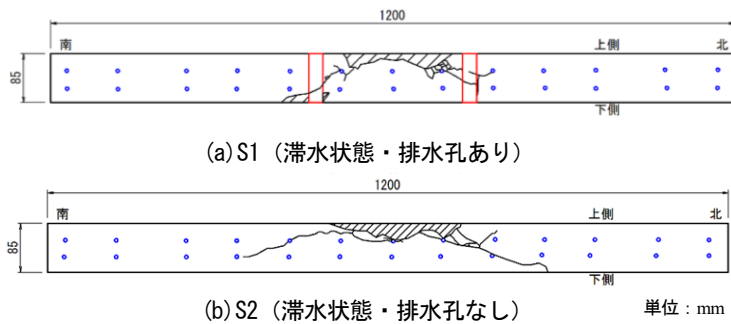 1200
南 上側 北
85
下側
(a)S1（滞水状態・排水孔あり）
1200
南 上側 北
85
下側
(b)S2（滞水状態・排水孔なし） 単位：mm